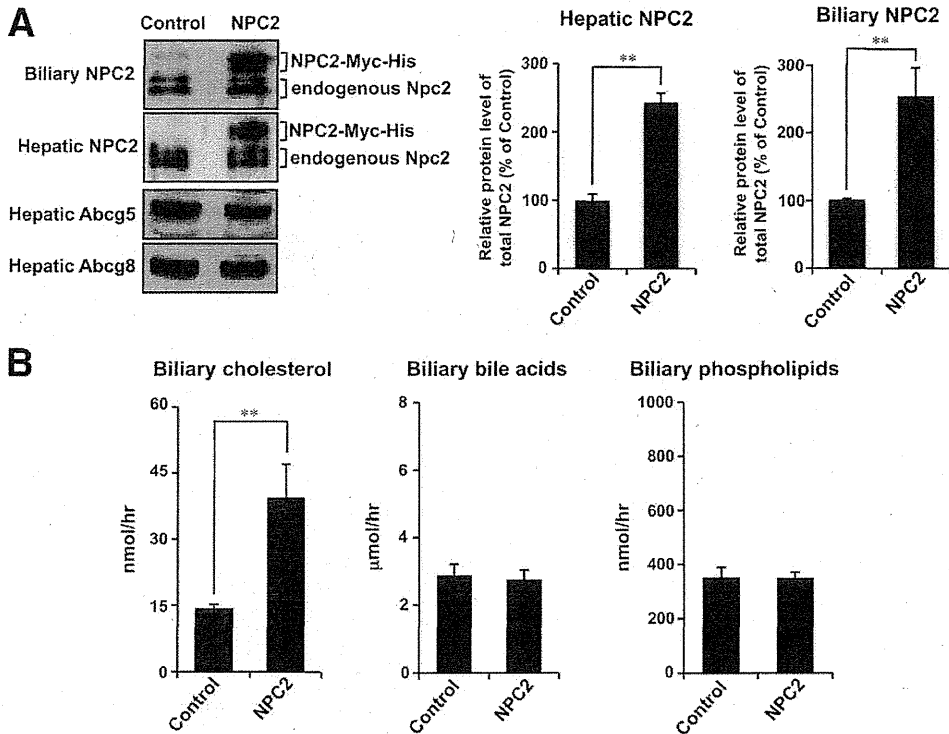 A
Control NPC2
Biliary NPC2
NPC2-Myc-His
endogenous Npc2
Hepatic NPC2
NPC2-Myc-His
endogenous Npc2
Hepatic Abcg5
Hepatic Abcg8
Hepatic NPC2
Relative protein level of
total NPC2 (% of Control)
300
200
100
0
**
Control
NPC2
Biliary NPC2
Relative protein level of
total NPC2 (% of Control)
300
200
100
0
**
Control
NPC2
B
Biliary cholesterol
nmol/hr
60
45
30
15
0
**
Control
NPC2
Biliary bile acids
μmol/hr
8
6
4
2
0
Control
NPC2
Biliary phospholipids
nmol/hr
1000
800
600
400
200
0
Control
NPC2